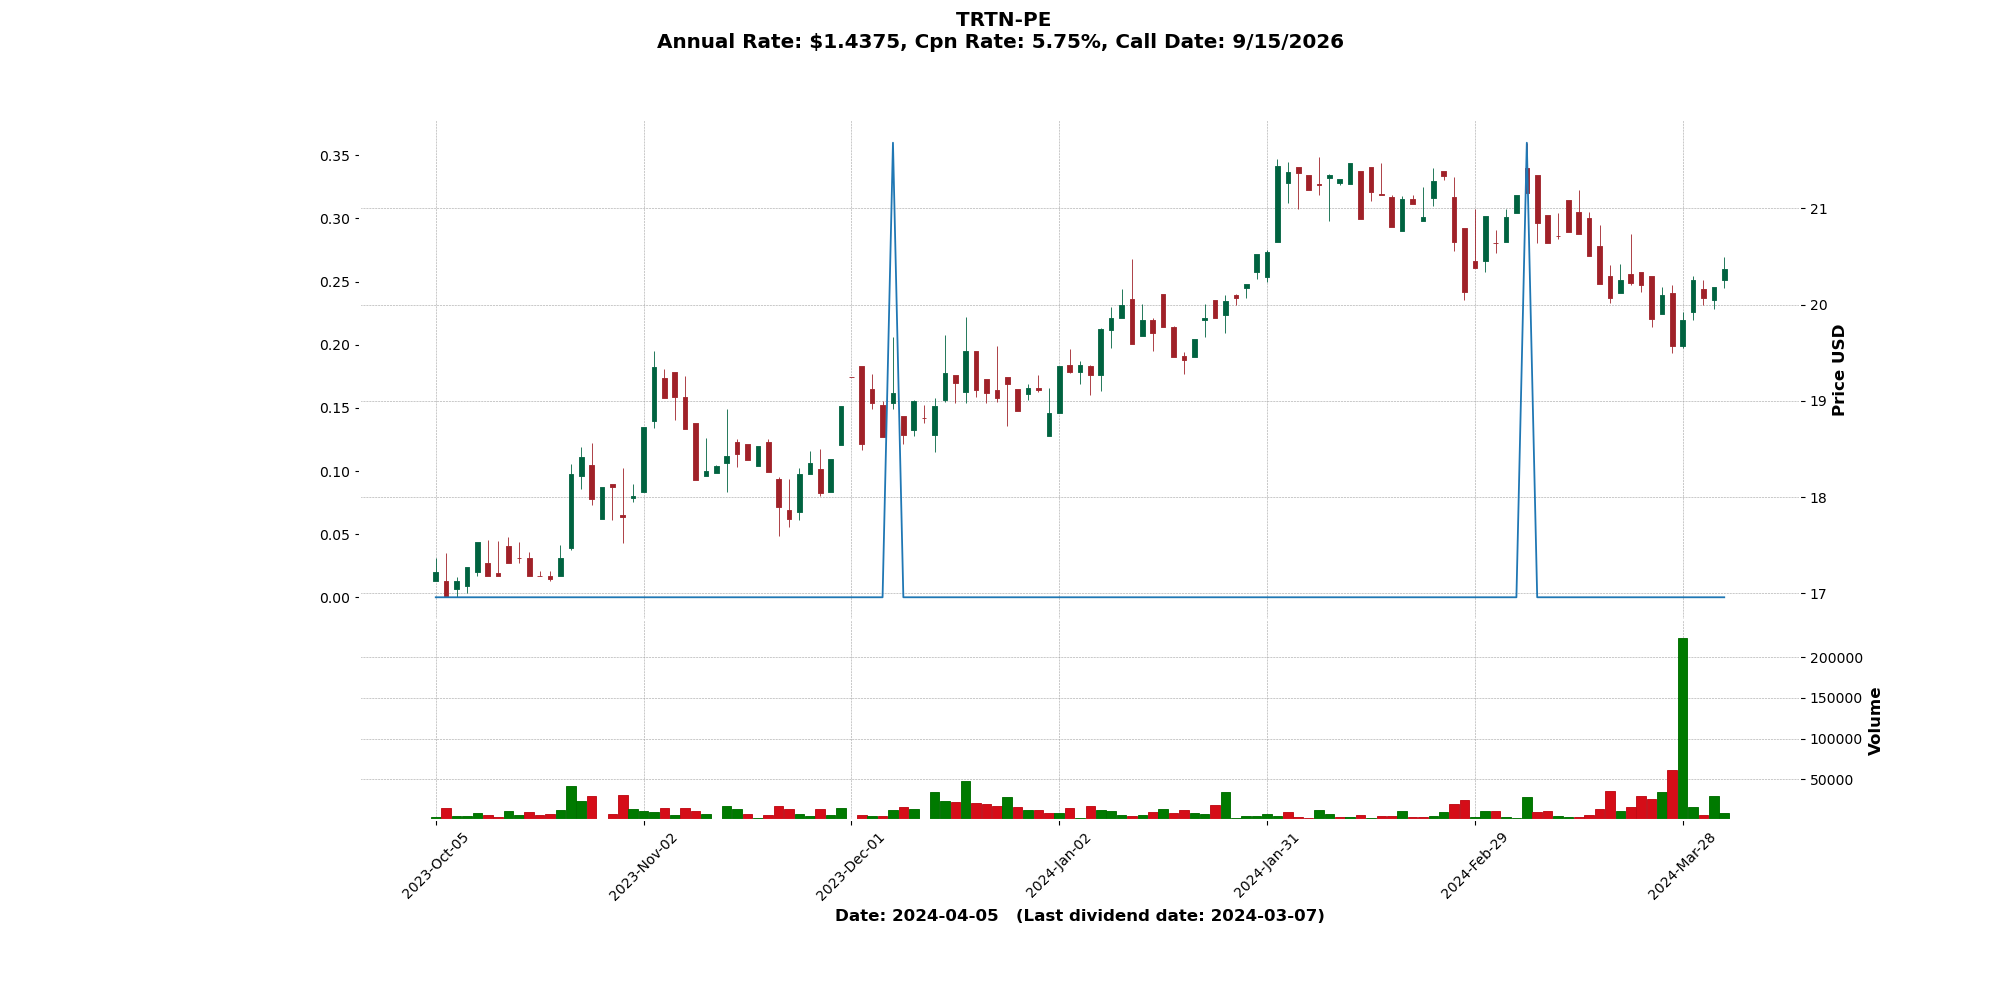 TRTN-PE
Annual Rate: $1.4375, Cpn Rate: 5.75%, Call Date: 9/15/2026
0.35
0.30
0.25
0.20
0.15
0.10
0.05
0.00
21
20
19
18
17
Price USD
200000
150000
100000
50000
Volume
2023-Oct-05
2023-Nov-02
2023-Dec-01
2024-Jan-02
2024-Jan-31
2024-Feb-29
2024-Mar-28
Date: 2024-04-05 (Last dividend date: 2024-03-07)